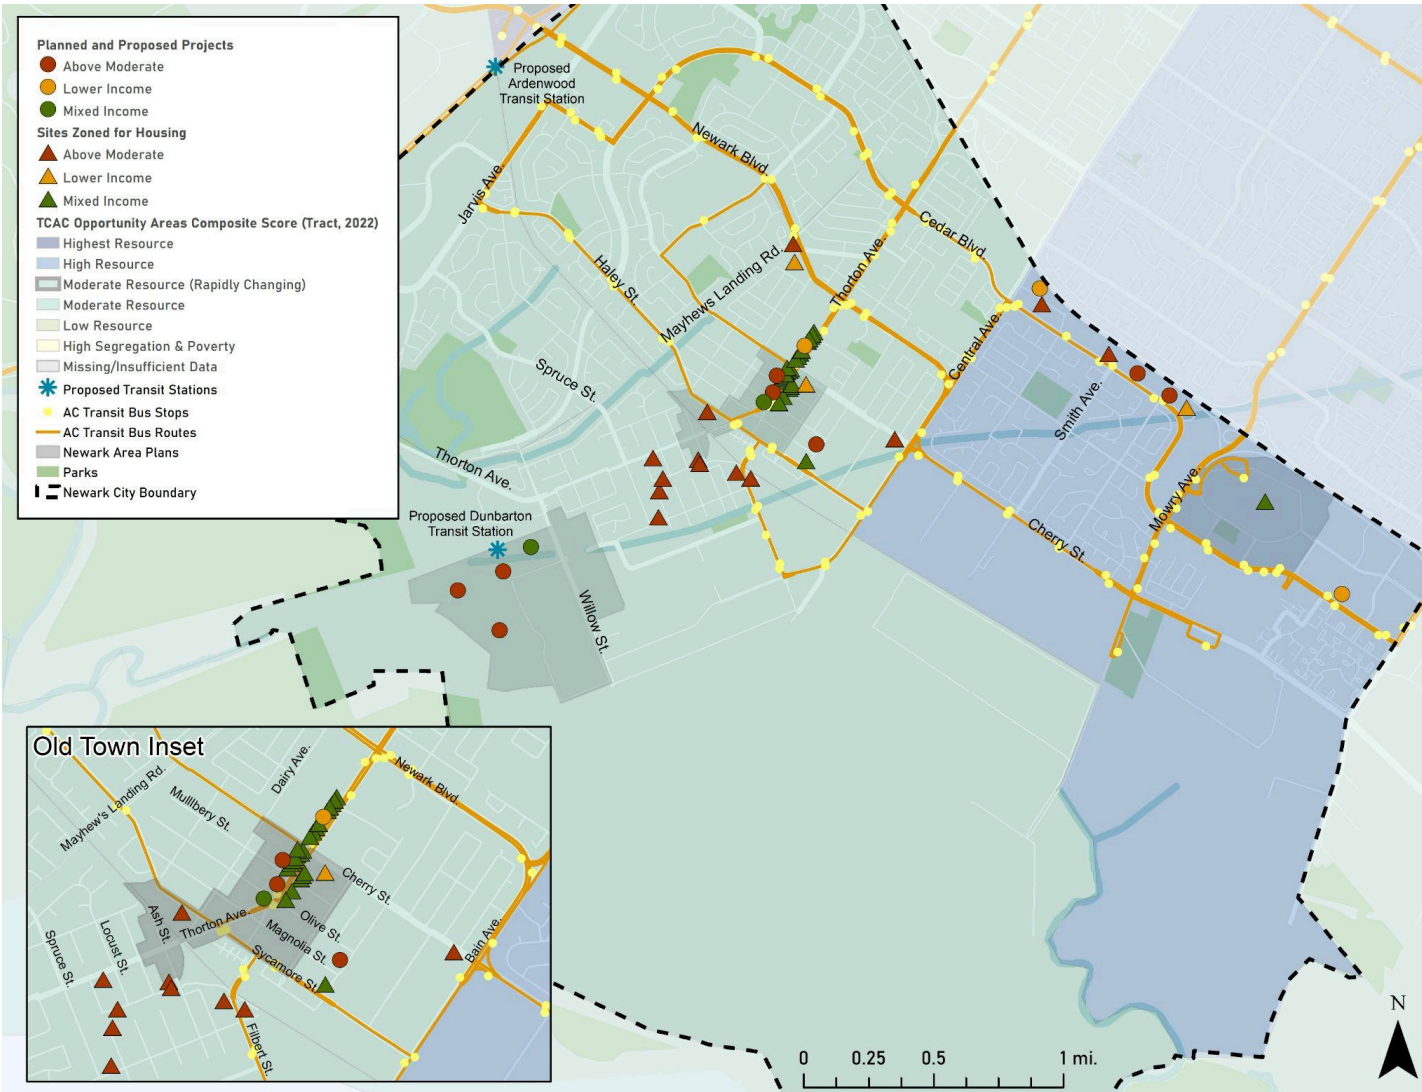 Planned and Proposed Projects
Above Moderate
Lower Income
Mixed Income
Sites Zoned for Housing
Above Moderate
Lower Income
Mixed Income
TCAC Opportunity Areas Composite Score (Tract, 2022)
Highest Resource
High Resource
Moderate Resource (Rapidly Changing)
Moderate Resource
Low Resource
High Segregation & Poverty
Missing/Insufficient Data
Proposed Transit Stations
AC Transit Bus Stops
AC Transit Bus Routes
Newark Area Plans
Parks
Newark City Boundary
Proposed
Ardenwood
Transit Station
Newark Blvd.
Jarvis Ave.
Cedar Blvd.
Haley St.
Mayhews Landing Rd.
Thorton Ave.
Central Ave.
Spruce St.
Smith Ave.
Thorton Ave.
Mowry Ave.
Proposed Dunbarton
Transit Station
Cherry St.
Willow St.
Old Town Inset
Dairy Ave.
Newark Blvd.
Mayhew's Landing Rd.
Mullbery St.
Cherry St.
Ash St.
Thorton Ave.
Olive St.
Locust St.
Magnolia St.
Bain Ave.
Spruce St.
Sycamore St.
Filbert St.
N
0 0.25 0.5 1 mi.